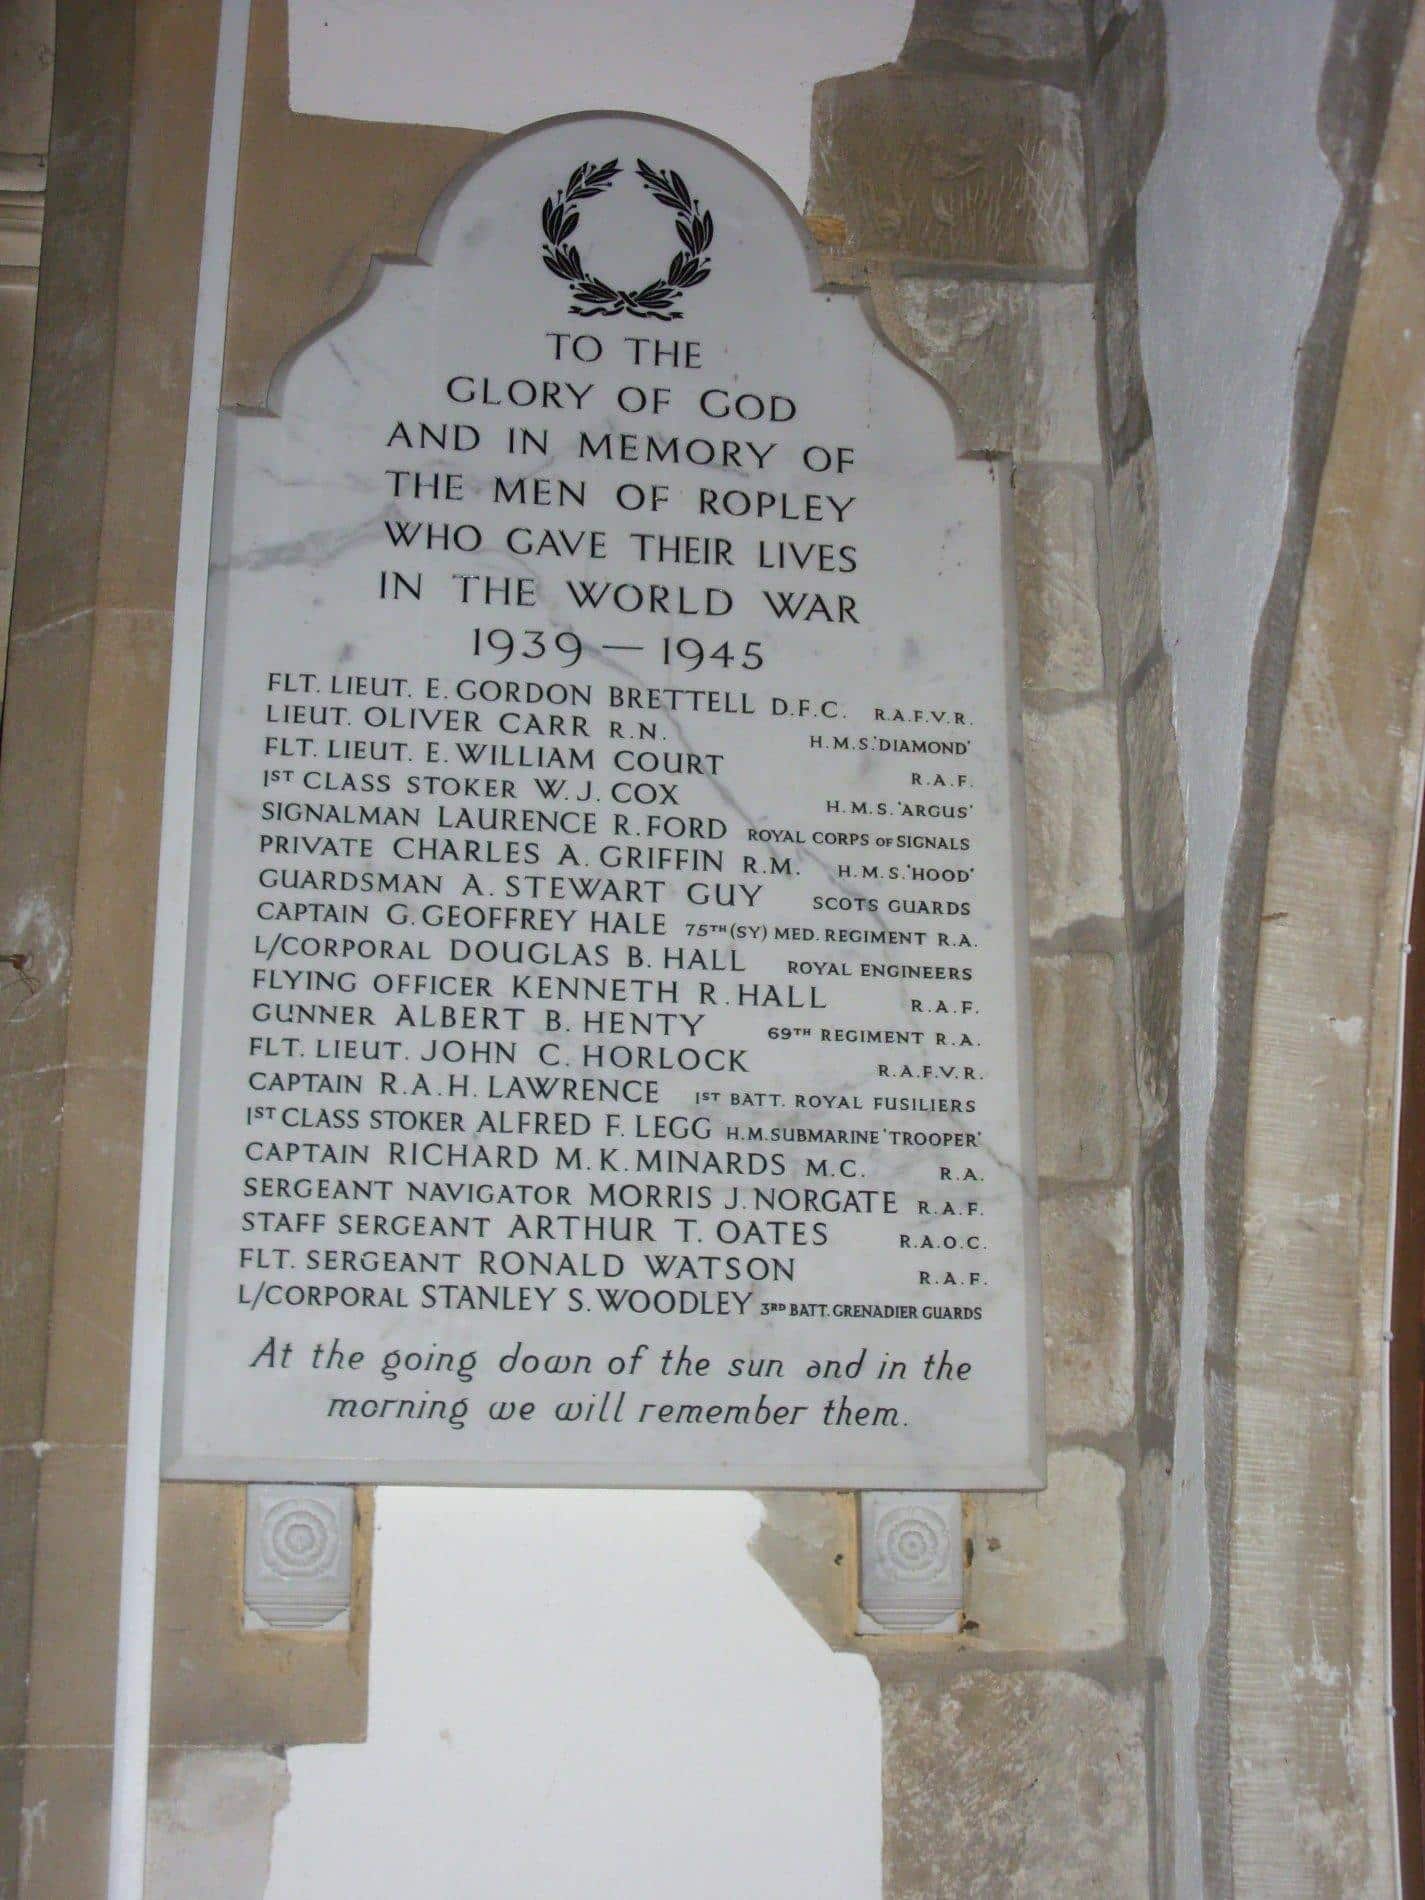 TO THE
GLORY OF GOD
AND IN MEMORY OF
THE MEN OF ROPLEY
WHO GAVE THEIR LIVES
IN THE WORLD WAR
1939 — 1945
FLT. LIEUT. E. GORDON BRETTELL D.F.C. R.A.F.V.R.
LIEUT. OLIVER CARR R.N. H.M.S.'DIAMOND'
FLT. LIEUT. E. WILLIAM COURT R.A.F.
1ST CLASS STOKER W. J. COX H.M.S.'ARGUS'
SIGNALMAN LAURENCE R. FORD ROYAL CORPS OF SIGNALS
PRIVATE CHARLES A. GRIFFIN R.M. H.M.S.'HOOD'
GUARDSMAN A. STEWART GUY SCOTS GUARDS
CAPTAIN G. GEOFFREY HALE 75TH (SY) MED. REGIMENT R.A.
L/CORPORAL DOUGLAS B. HALL ROYAL ENGINEERS
FLYING OFFICER KENNETH R. HALL R.A.F.
GUNNER ALBERT B. HENTY 69TH REGIMENT R.A.
FLT. LIEUT. JOHN C. HORLOCK R.A.F.V.R.
CAPTAIN R.A.H. LAWRENCE 1ST BATT. ROYAL FUSILIERS
1ST CLASS STOKER ALFRED F. LEGG H.M.SUBMARINE 'TROOPER'
CAPTAIN RICHARD M.K. MINARDS M.C. R.A.
SERGEANT NAVIGATOR MORRIS J. NORGATE R.A.F.
STAFF SERGEANT ARTHUR T. OATES R.A.O.C.
FLT. SERGEANT RONALD WATSON R.A.F.
L/CORPORAL STANLEY S. WOODLEY 3RD BATT. GRENADIER GUARDS
At the going down of the sun and in the
morning we will remember them.